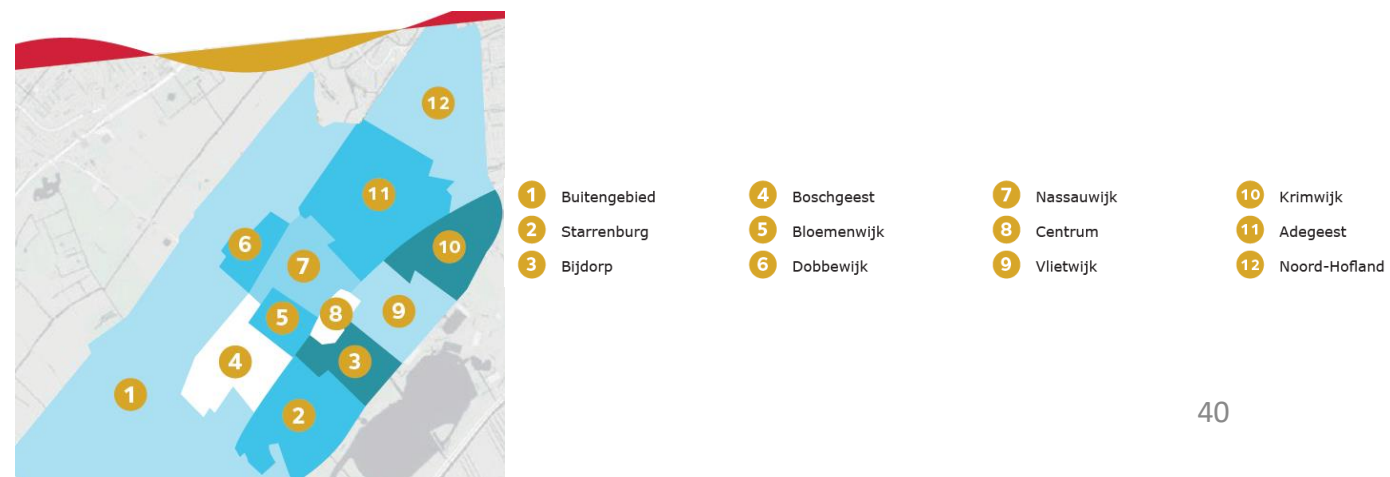 12
11
6
10
7
5
8
9
4
3
1
2
1 Buitengebied
2 Starrenburg
3 Bijdorp
4 Boschgeest
5 Bloemenwijk
6 Dobbewijk
7 Nassauwijk
8 Centrum
9 Vlietwijk
10 Krimwijk
11 Adegeest
12 Noord-Hofland
40